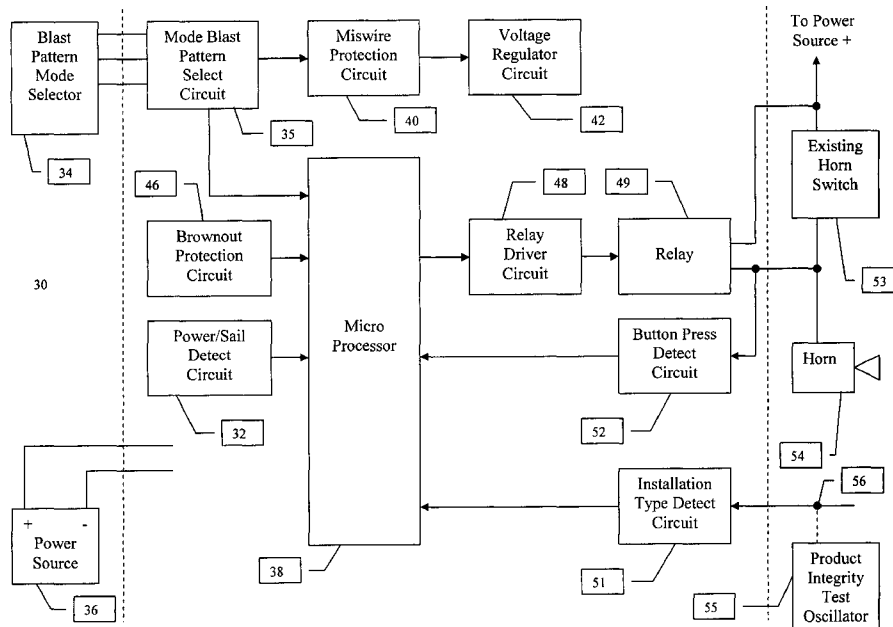 Blast
Pattern
Mode
Selector
34
Mode Blast
Pattern
Select
Circuit
35
Miswire
Protection
Circuit
40
Voltage
Regulator
Circuit
42
To Power
Source +
Existing
Horn
Switch
53
46
Brownout
Protection
Circuit
30
Power/Sail
Detect
Circuit
32
Micro
Processor
38
48
Relay
Driver
Circuit
49
Relay
Button Press
Detect
Circuit
52
Horn
54
Installation
Type Detect
Circuit
51
56
+ -
Power
Source
36
55
Product
Integrity
Test
Oscillator